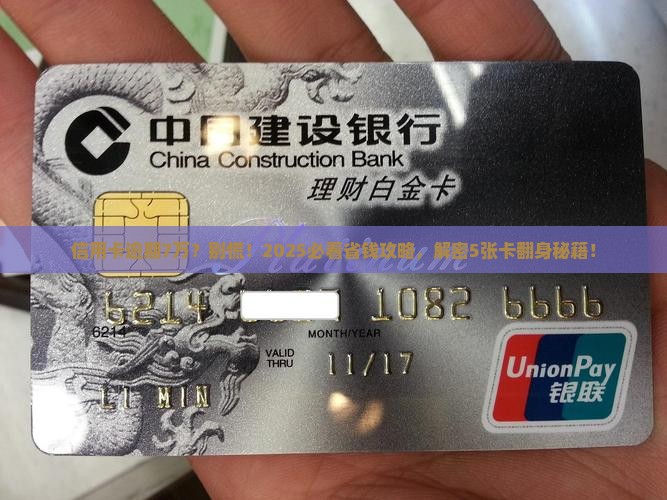 中国建设银行
China Construction Bank
理财白金卡
信用卡逾期7万？别慌！2025必看省钱攻略，解密5张卡翻身秘籍！
Platinum
6214 1082 6666
6214
MONTH/YEAR
VALID
THRU
11/17
LI MIN
UnionPay
银联